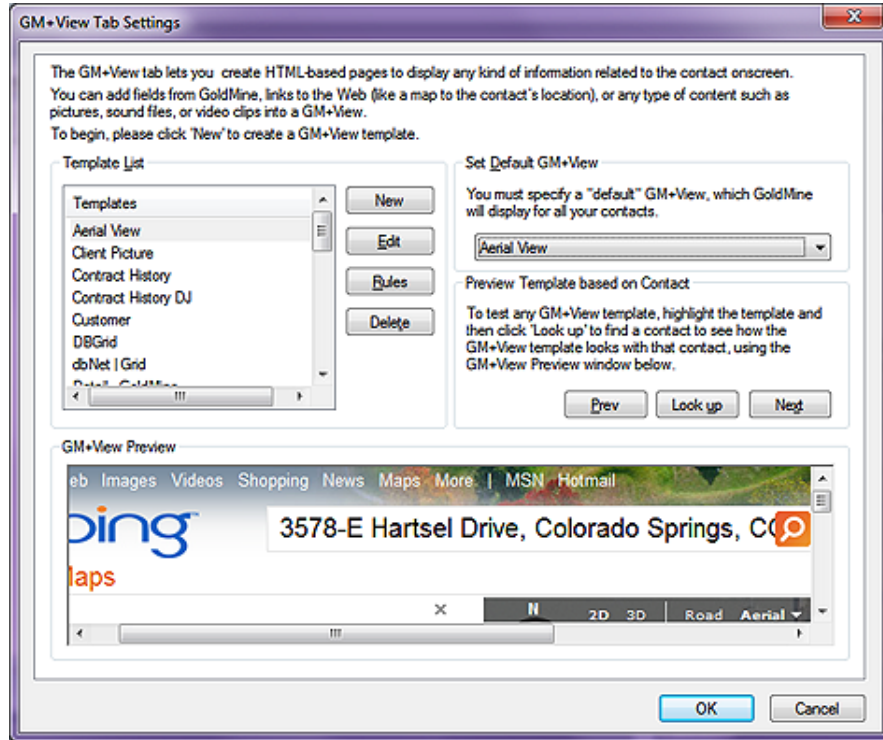 GM+View Tab Settings
The GM+View tab lets you create HTML-based pages to display any kind of information related to the contact onscreen.
You can add fields from GoldMine, links to the Web (like a map to the contact's location), or any type of content such as
pictures, sound files, or video clips into a GM+View.
To begin, please click 'New' to create a GM+View template.
Template List
Templates
Aerial View
Client Picture
Contract History
Contract History DJ
Customer
DBGrid
dbNet | Grid
Detail - GoldMine
New
Edit
Rules
Delete
Set Default GM+View
You must specify a "default" GM+View, which GoldMine
will display for all your contacts.
Aerial View
Preview Template based on Contact
To test any GM+View template, highlight the template and
then click 'Look up' to find a contact to see how the
GM+View template looks with that contact, using the
GM+View Preview window below.
Prev
Look up
Next
GM+View Preview
eb Images Videos Shopping News Maps More | MSN Hotmail
bing
3578-E Hartsel Drive, Colorado Springs, CO
laps
N 2D 3D Road Aerial
OK
Cancel